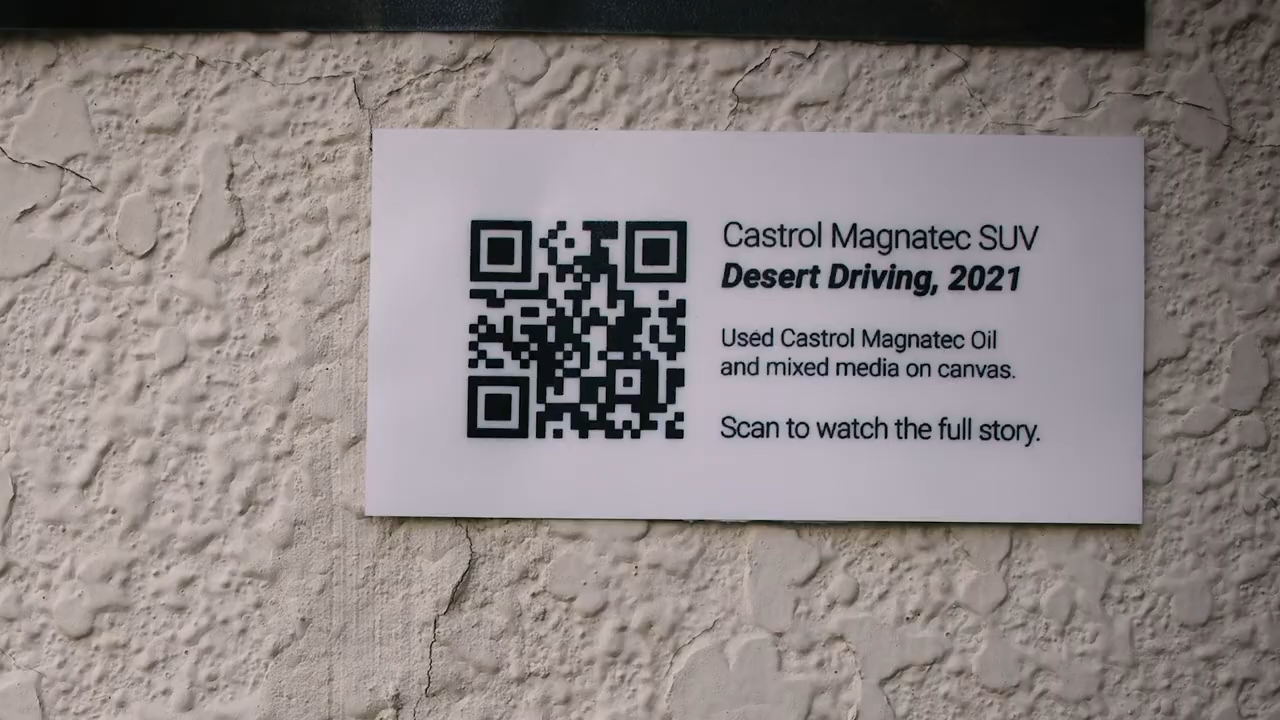 Castrol Magnatec SUV
Desert Driving, 2021
Used Castrol Magnatec Oil
and mixed media on canvas.
Scan to watch the full story.